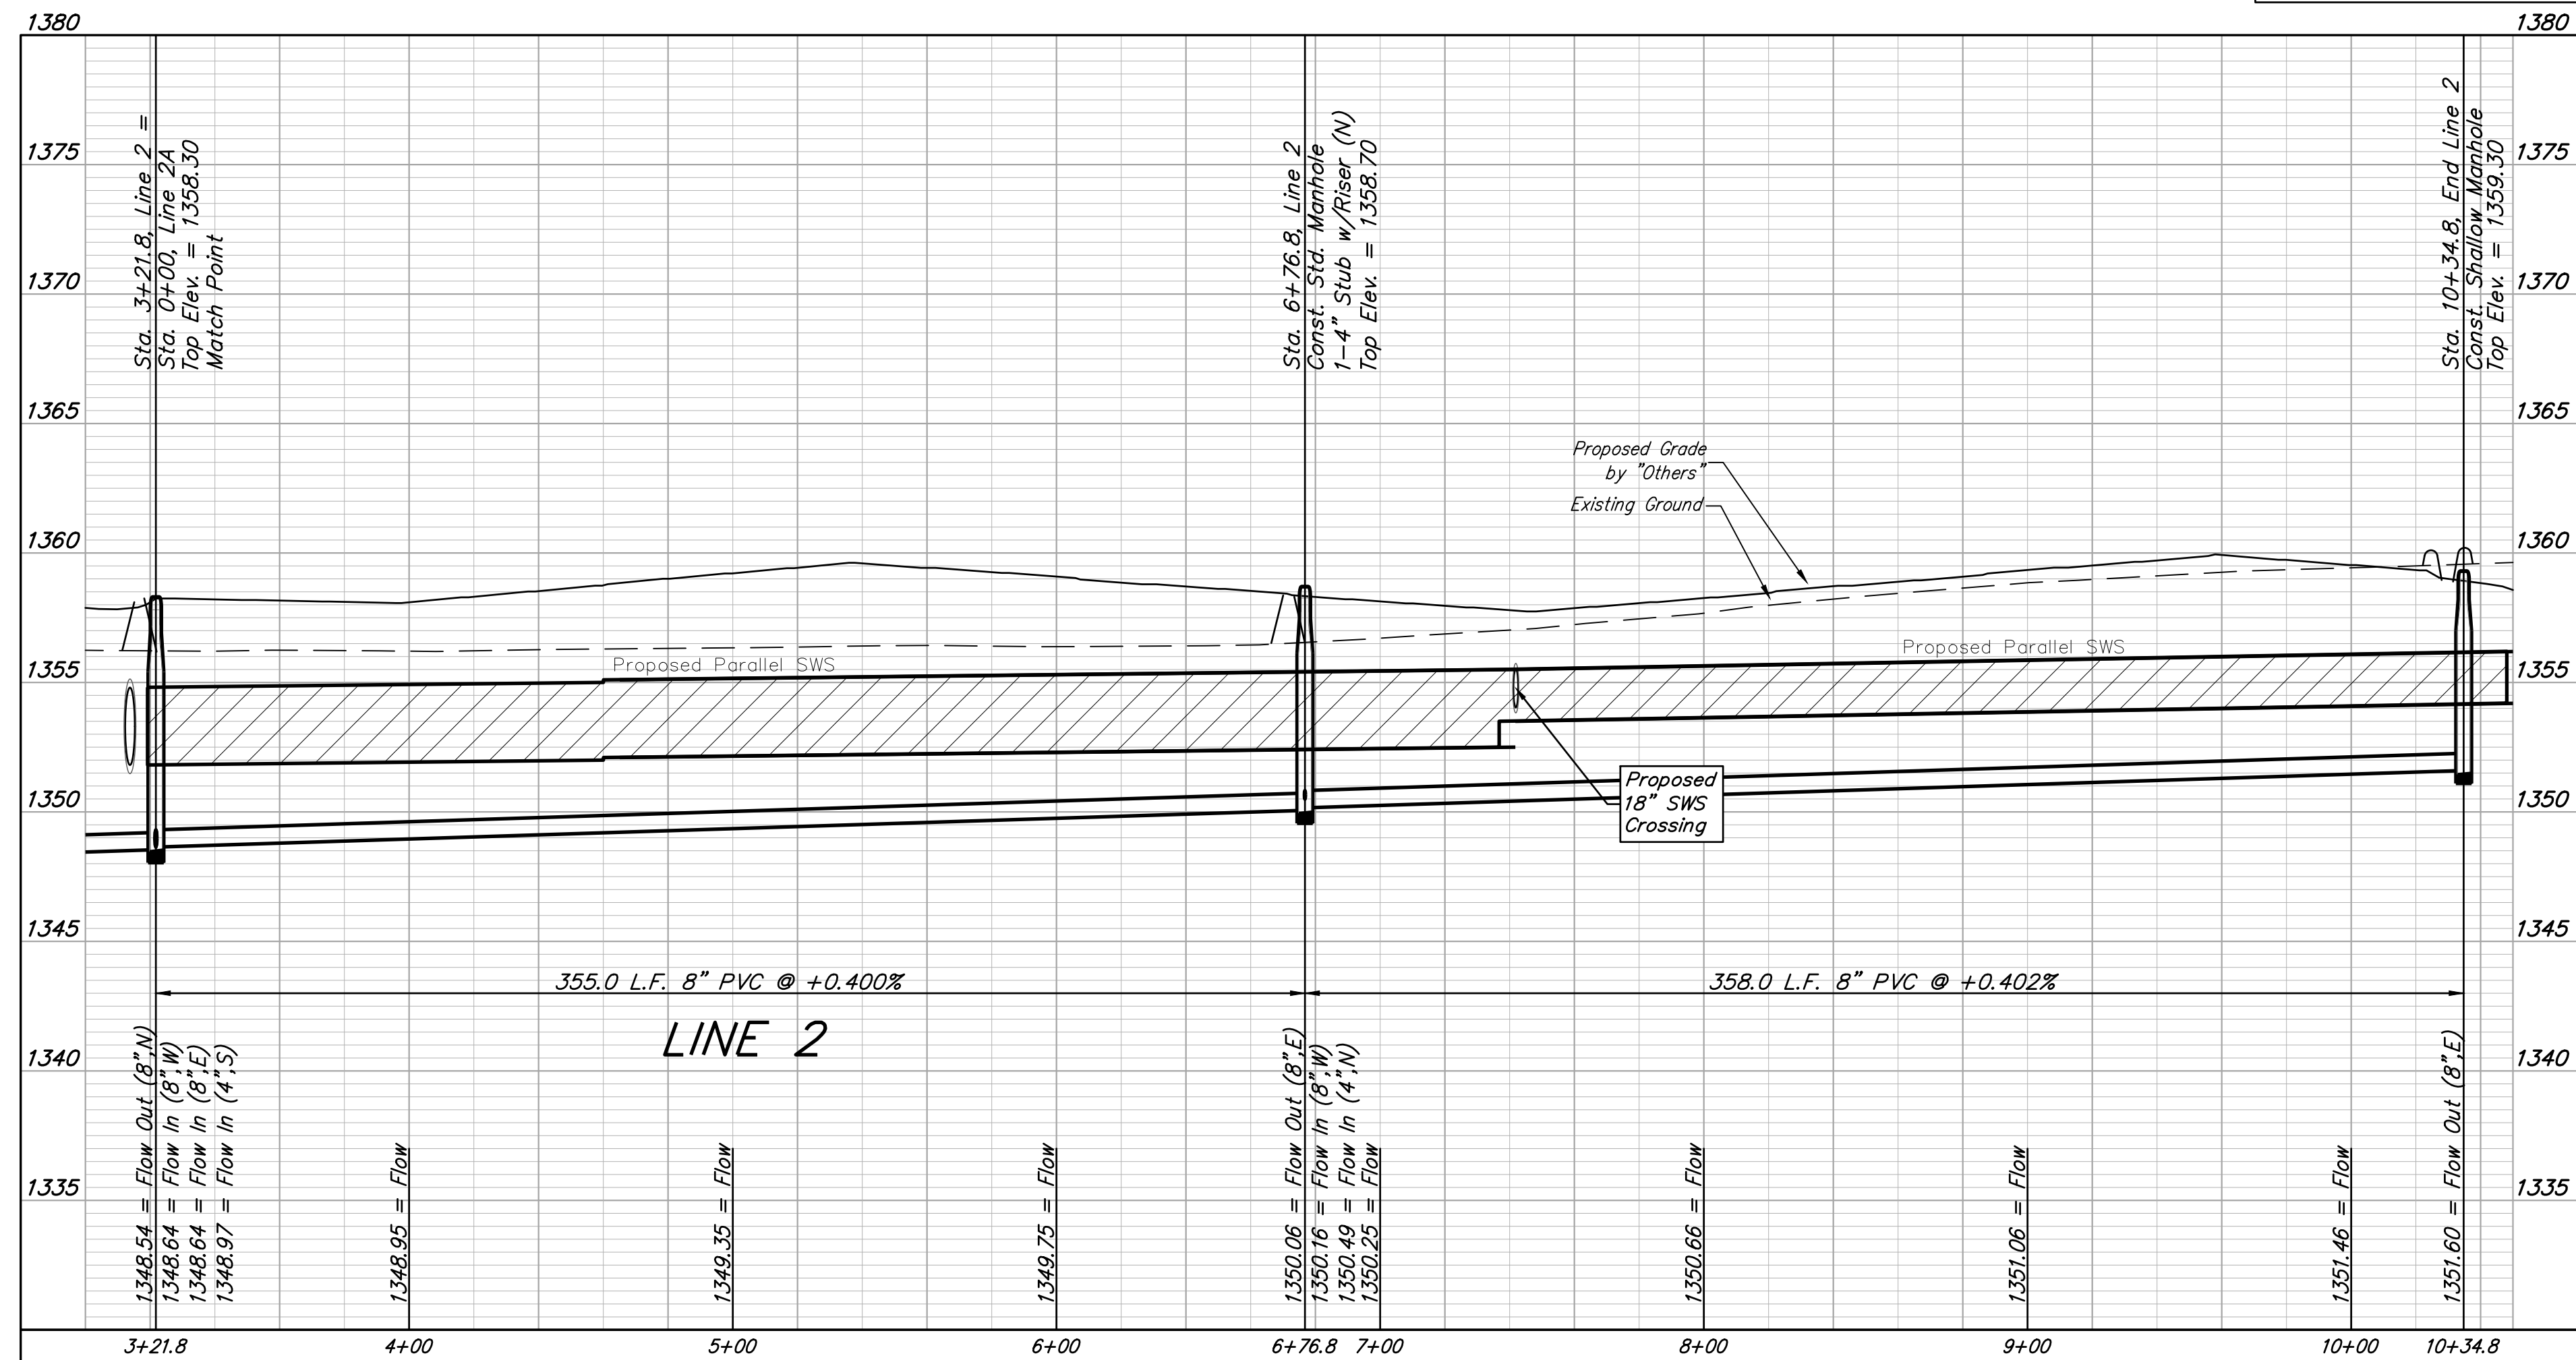 1380
1380
1375
1375
1370
1370
1365
1365
1360
1360
1355
1355
1350
1350
1345
1345
1340
1340
1335
1335
Sta. 3+21.8, Line 2 =
Sta. 0+00, Line 2A
Top Elev. = 1358.30
Match Point
Sta. 6+76.8, Line 2
Const. Std. Manhole
1-4" Stub w/Riser (N)
Top Elev. = 1358.70
Sta. 10+34.8, End Line 2
Const. Shallow Manhole
Top Elev. = 1359.30
Proposed Grade
by "Others"
Existing Ground
Proposed Parallel SWS
Proposed Parallel SWS
Proposed
18" SWS
Crossing
355.0 L.F. 8" PVC @ +0.400%
358.0 L.F. 8" PVC @ +0.402%
LINE 2
1348.54 = Flow Out (8",N)
1348.64 = Flow In (8",W)
1348.64 = Flow In (8",E)
1348.97 = Flow In (4",S)
1348.95 = Flow
1349.35 = Flow
1349.75 = Flow
1350.06 = Flow Out (8",E)
1350.16 = Flow In (8",W)
1350.49 = Flow In (4",N)
1350.25 = Flow
1350.66 = Flow
1351.06 = Flow
1351.46 = Flow
1351.60 = Flow Out (8",E)
3+21.8
4+00
5+00
6+00
6+76.8
7+00
8+00
9+00
10+00
10+34.8